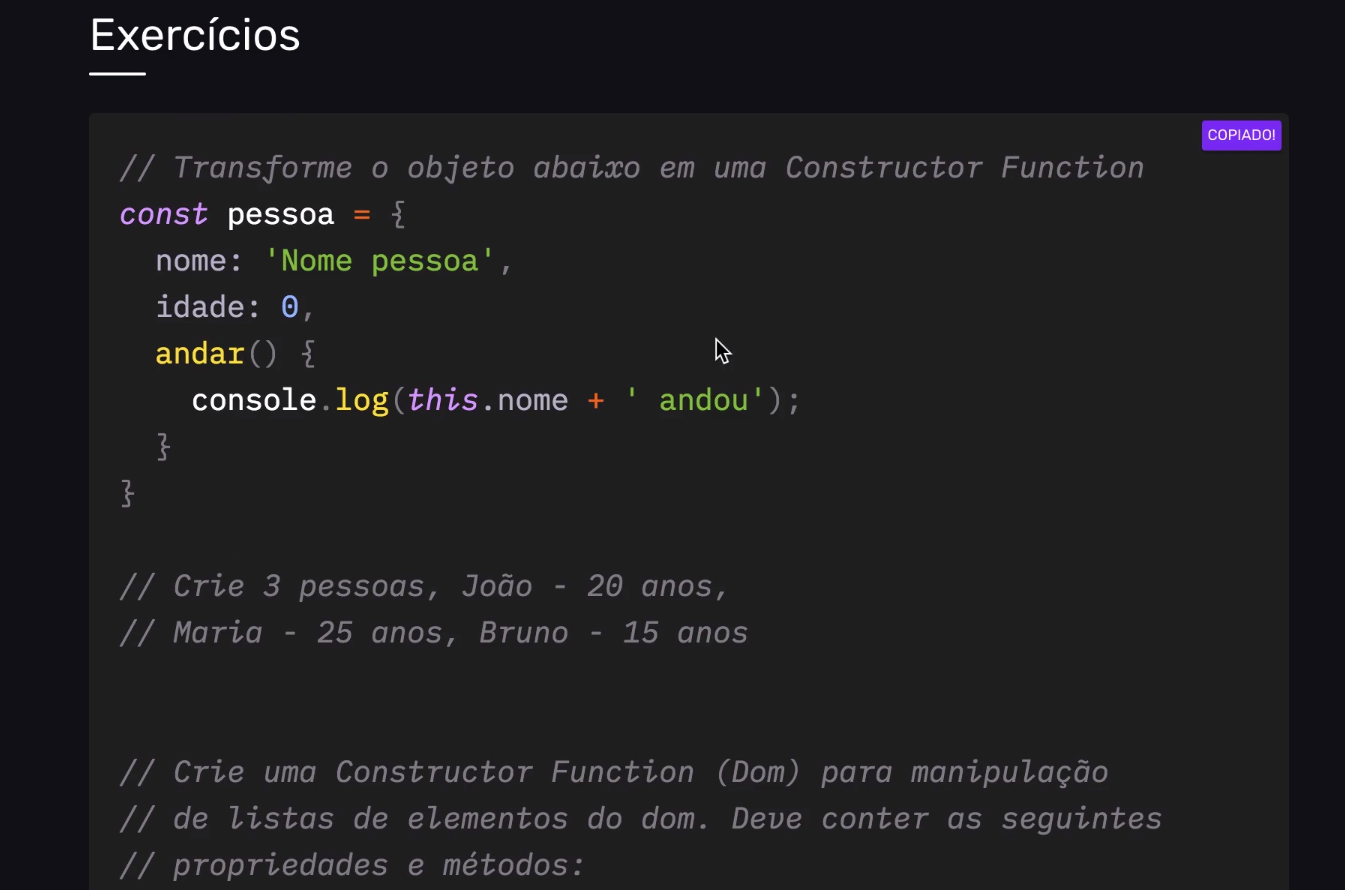 Exercícios
COPIADO!
// Transforme o objeto abaixo em uma Constructor Function
const pessoa = {
  nome: 'Nome pessoa',
  idade: 0,
  andar() {
    console.log(this.nome + ' andou');
  }
}
// Crie 3 pessoas, João - 20 anos,
// Maria - 25 anos, Bruno - 15 anos
// Crie uma Constructor Function (Dom) para manipulação
// de listas de elementos do dom. Deve conter as seguintes
// propriedades e métodos: